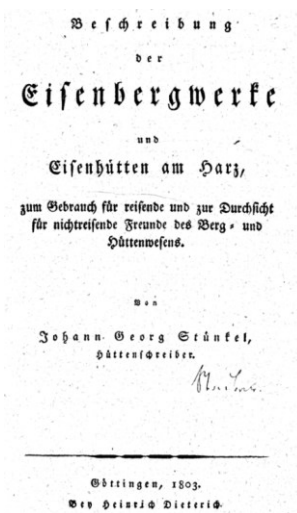 Beschreibung
der
Eisenbergwerke
und
Eisenhütten am Harz,
zum Gebrauch für reisende und zur Durchsicht
für nichtreisende Freunde des Berg- und
Hüttenwesens.
Von
Johann Georg Stünkel,
Hüttenschreiber.
Göttingen, 1803.
Bey Heinrich Dieterich.